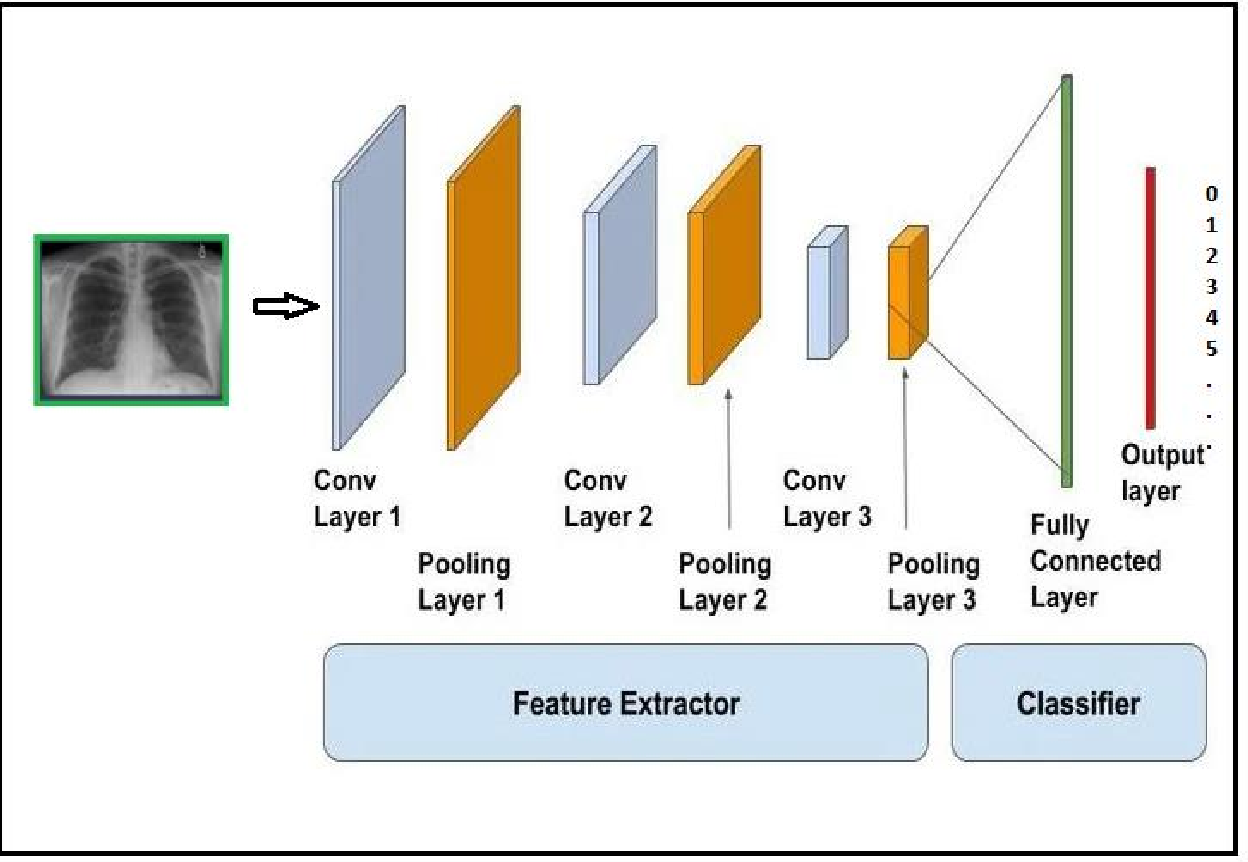 0
1
2
3
4
5
.
.
.
Conv
Layer 1
Pooling
Layer 1
Conv
Layer 2
Pooling
Layer 2
Conv
Layer 3
Pooling
Layer 3
Fully
Connected
Layer
Output
layer
Feature Extractor
Classifier